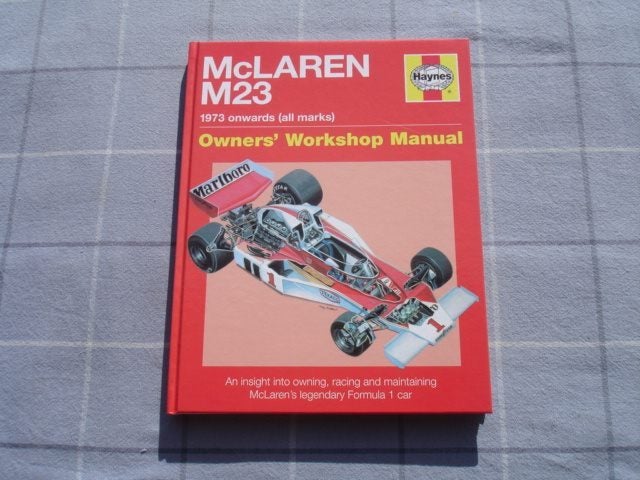 McLAREN
M23
Haynes
1973 onwards (all marks)
Owners' Workshop Manual
Marlboro
1
1
An insight into owning, racing and maintaining
McLaren's legendary Formula 1 car